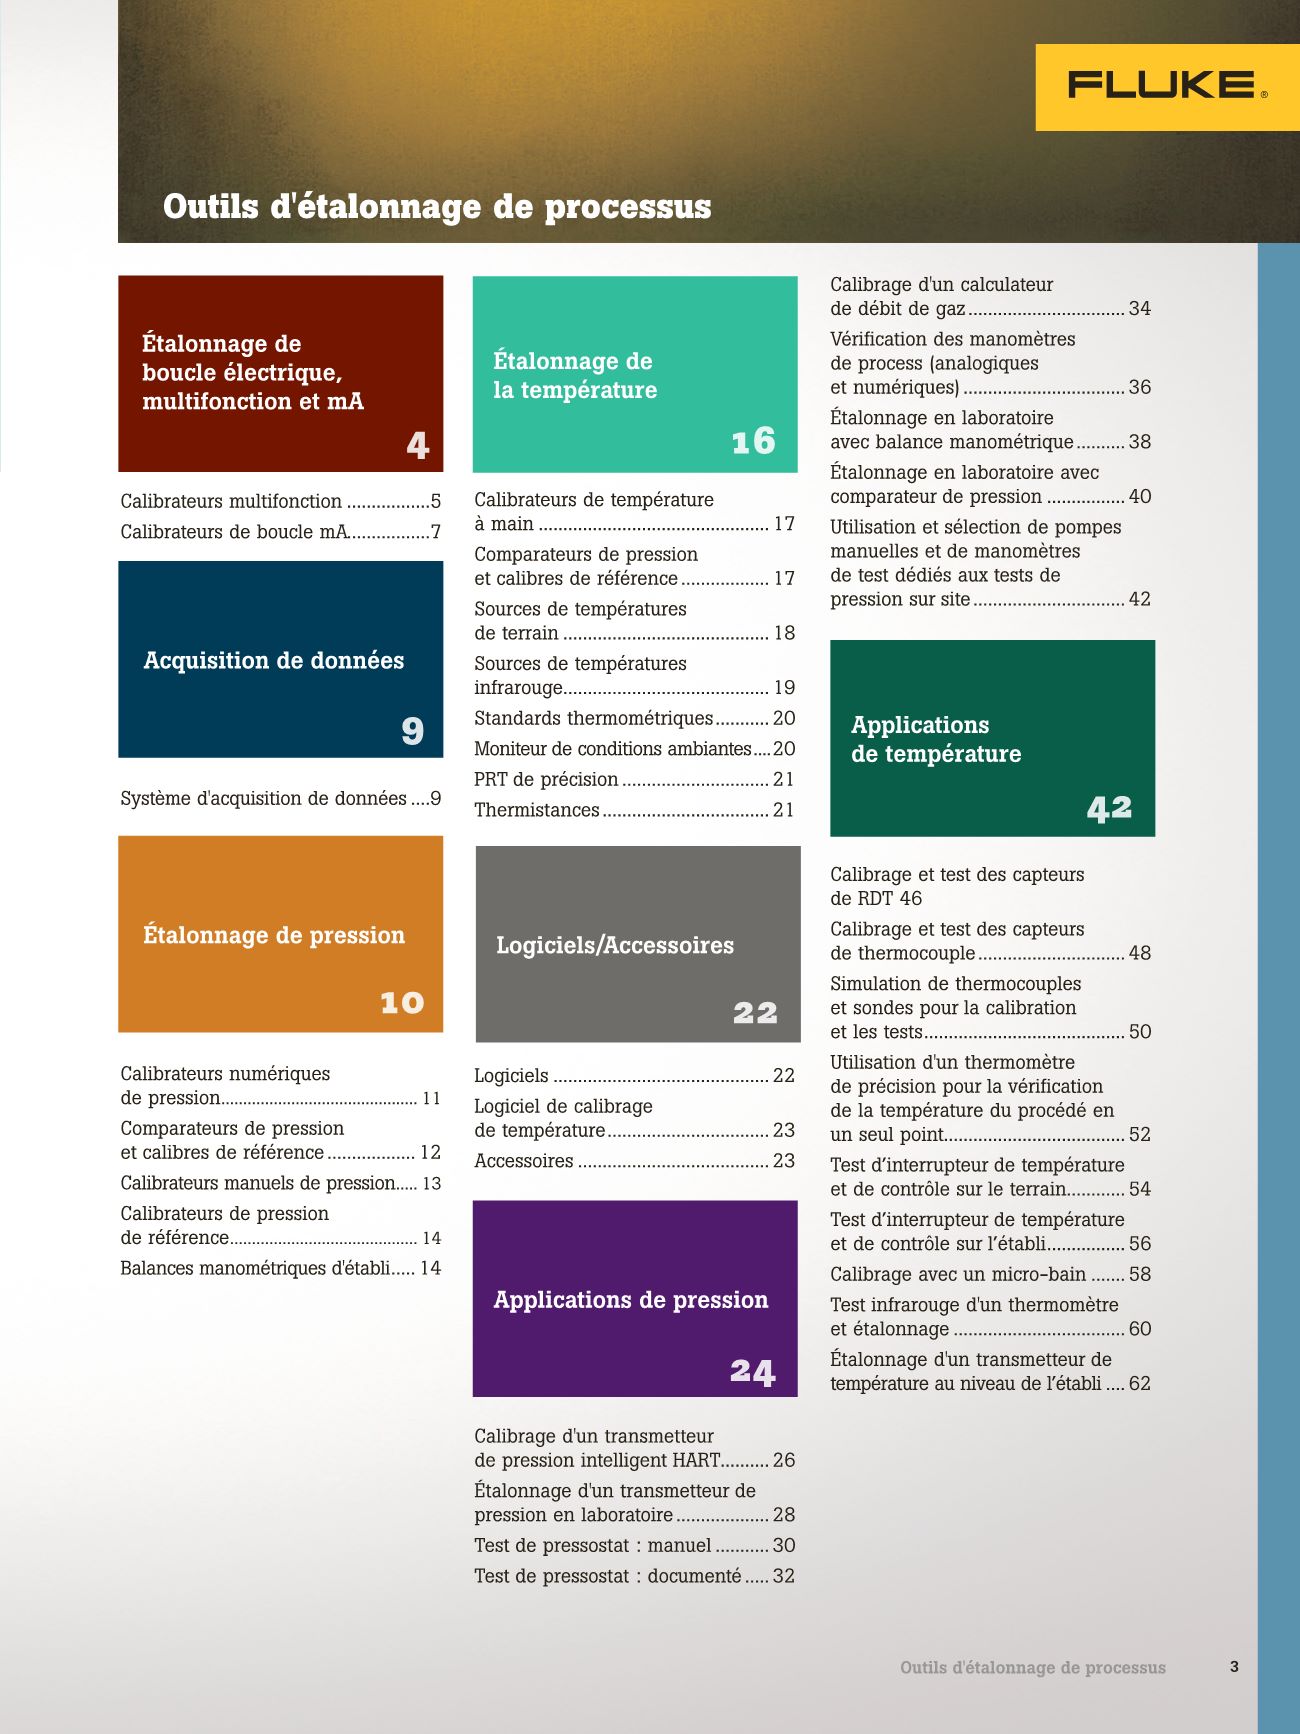 FLUKE®
Outils d'étalonnage de processus
Étalonnage de
boucle électrique,
multifonction et mA
4
Calibrateurs multifonction .................5
Calibrateurs de boucle mA.................7
Acquisition de données
9
Système d'acquisition de données ....9
Étalonnage de pression
10
Calibrateurs numériques
de pression.......................................... 11
Comparateurs de pression
et calibres de référence .................. 12
Calibrateurs manuels de pression..... 13
Calibrateurs de pression
de référence.......................................... 14
Balances manométriques d'établi..... 14
Étalonnage de
la température
16
Calibrateurs de température
à main ............................................... 17
Comparateurs de pression
et calibres de référence .................. 17
Sources de températures
de terrain .......................................... 18
Sources de températures
infrarouge.......................................... 19
Standards thermométriques........... 20
Moniteur de conditions ambiantes....20
PRT de précision .............................. 21
Thermistances .................................. 21
Logiciels/Accessoires
22
Logiciels ............................................ 22
Logiciel de calibrage
de température................................. 23
Accessoires ....................................... 23
Applications de pression
24
Calibrage d'un transmetteur
de pression intelligent HART.......... 26
Étalonnage d'un transmetteur de
pression en laboratoire ................... 28
Test de pressostat : manuel ........... 30
Test de pressostat : documenté ..... 32
Calibrage d'un calculateur
de débit de gaz ................................ 34
Vérification des manomètres
de process (analogiques
et numériques) ................................. 36
Étalonnage en laboratoire
avec balance manométrique .......... 38
Étalonnage en laboratoire avec
comparateur de pression ................ 40
Utilisation et sélection de pompes
manuelles et de manomètres
de test dédiés aux tests de
pression sur site ............................... 42
Applications
de température
42
Calibrage et test des capteurs
de RDT 46
Calibrage et test des capteurs
de thermocouple .............................. 48
Simulation de thermocouples
et sondes pour la calibration
et les tests......................................... 50
Utilisation d'un thermomètre
de précision pour la vérification
de la température du procédé en
un seul point..................................... 52
Test d’interrupteur de température
et de contrôle sur le terrain............ 54
Test d’interrupteur de température
et de contrôle sur l’établi................ 56
Calibrage avec un micro-bain ....... 58
Test infrarouge d'un thermomètre
et étalonnage ................................... 60
Étalonnage d'un transmetteur de
température au niveau de l’établi .... 62
Outils d'étalonnage de processus 3